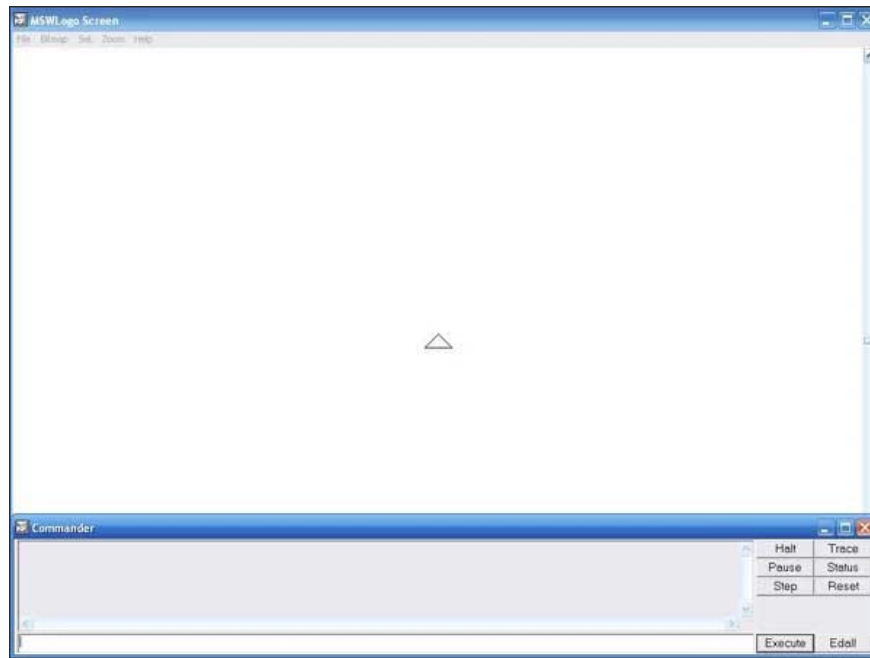 MSWLogo Screen
File Bitmap Set Zoom Help
Commander
Halt Trace
Pause Status
Step Reset
Execute Edall